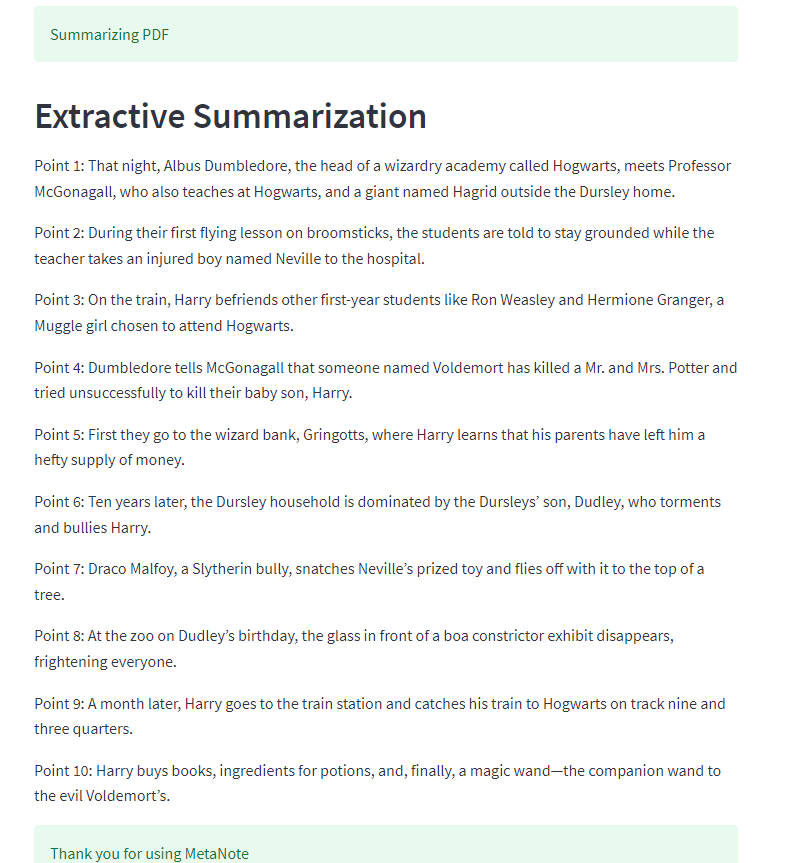 Summarizing PDF
Extractive Summarization
Point 1: That night, Albus Dumbledore, the head of a wizardry academy called Hogwarts, meets Professor
McGonagall, who also teaches at Hogwarts, and a giant named Hagrid outside the Dursley home.
Point 2: During their first flying lesson on broomsticks, the students are told to stay grounded while the
teacher takes an injured boy named Neville to the hospital.
Point 3: On the train, Harry befriends other first-year students like Ron Weasley and Hermione Granger, a
Muggle girl chosen to attend Hogwarts.
Point 4: Dumbledore tells McGonagall that someone named Voldemort has killed a Mr. and Mrs. Potter and
tried unsuccessfully to kill their baby son, Harry.
Point 5: First they go to the wizard bank, Gringotts, where Harry learns that his parents have left him a
hefty supply of money.
Point 6: Ten years later, the Dursley household is dominated by the Dursleys’ son, Dudley, who torments
and bullies Harry.
Point 7: Draco Malfoy, a Slytherin bully, snatches Neville’s prized toy and flies off with it to the top of a
tree.
Point 8: At the zoo on Dudley’s birthday, the glass in front of a boa constrictor exhibit disappears,
frightening everyone.
Point 9: A month later, Harry goes to the train station and catches his train to Hogwarts on track nine and
three quarters.
Point 10: Harry buys books, ingredients for potions, and, finally, a magic wand—the companion wand to
the evil Voldemort’s.
Thank you for using MetaNote